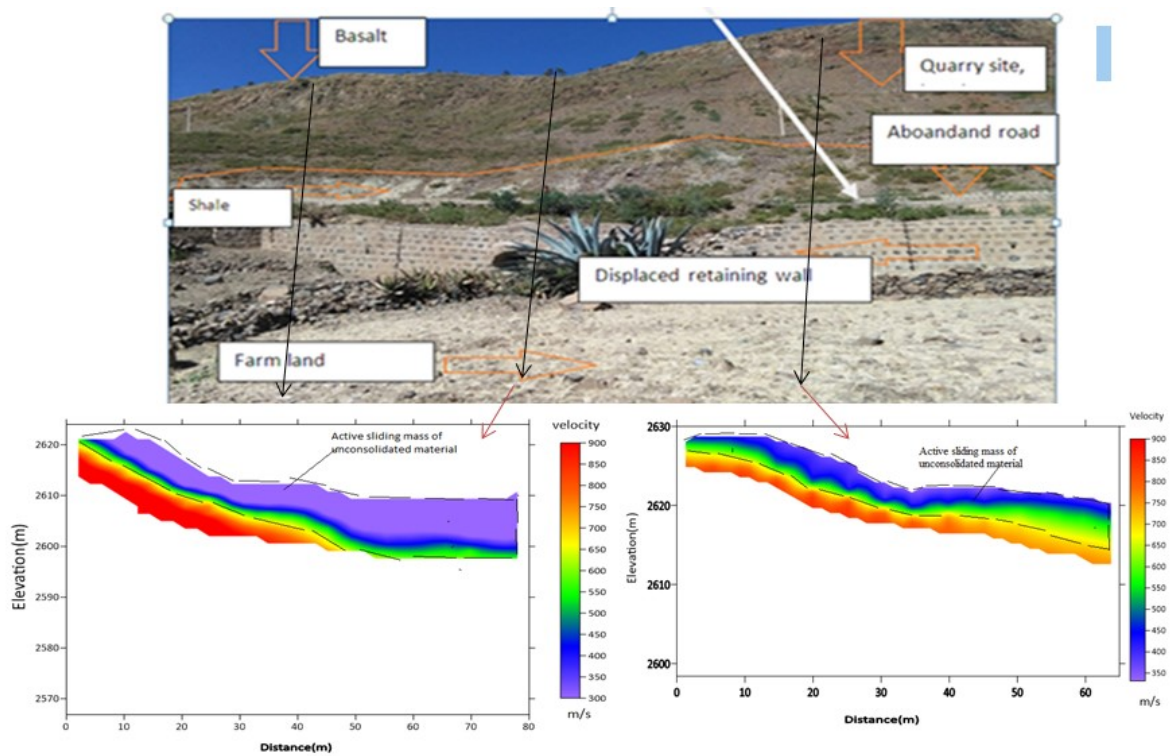 Basalt
Quarry site,
Aboandand road
Shale
Displaced retaining wall
Farm land
velocity
Active sliding mass of
unconsolidated material
2620
2610
2600
2590
2580
2570
Elevation(m)
0 10 20 30 40 50 60 70 80
Distance(m)
900
850
800
750
700
650
600
550
500
450
400
350
300
m/s
Velocity
Active sliding mass of
unconsolidated material
2630
2620
2610
2600
Elevation(m)
0 10 20 30 40 50 60
Distance(m)
900
850
800
750
700
650
600
550
500
450
400
350
m/s